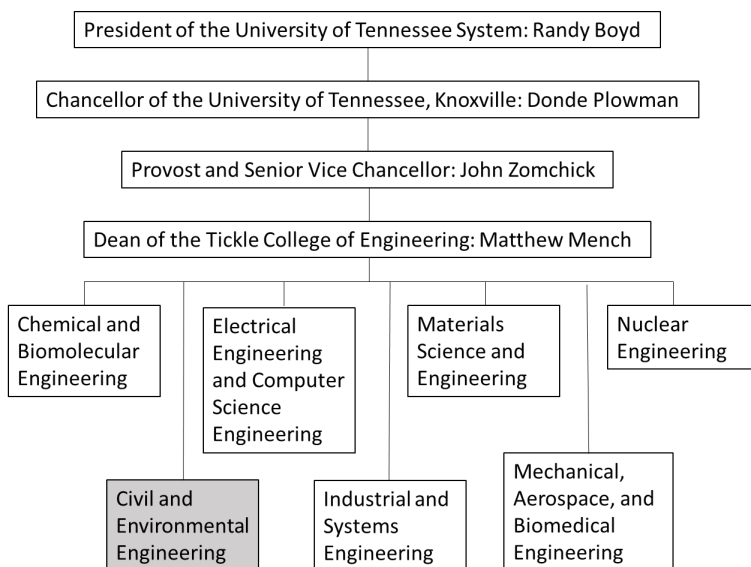 President of the University of Tennessee System: Randy Boyd
Chancellor of the University of Tennessee, Knoxville: Donde Plowman
Provost and Senior Vice Chancellor: John Zomchick
Dean of the Tickle College of Engineering: Matthew Mench
Chemical and
Biomolecular
Engineering
Electrical
Engineering
and Computer
Science
Engineering
Materials
Science and
Engineering
Nuclear
Engineering
Civil and
Environmental
Engineering
Industrial and
Systems
Engineering
Mechanical,
Aerospace, and
Biomedical
Engineering